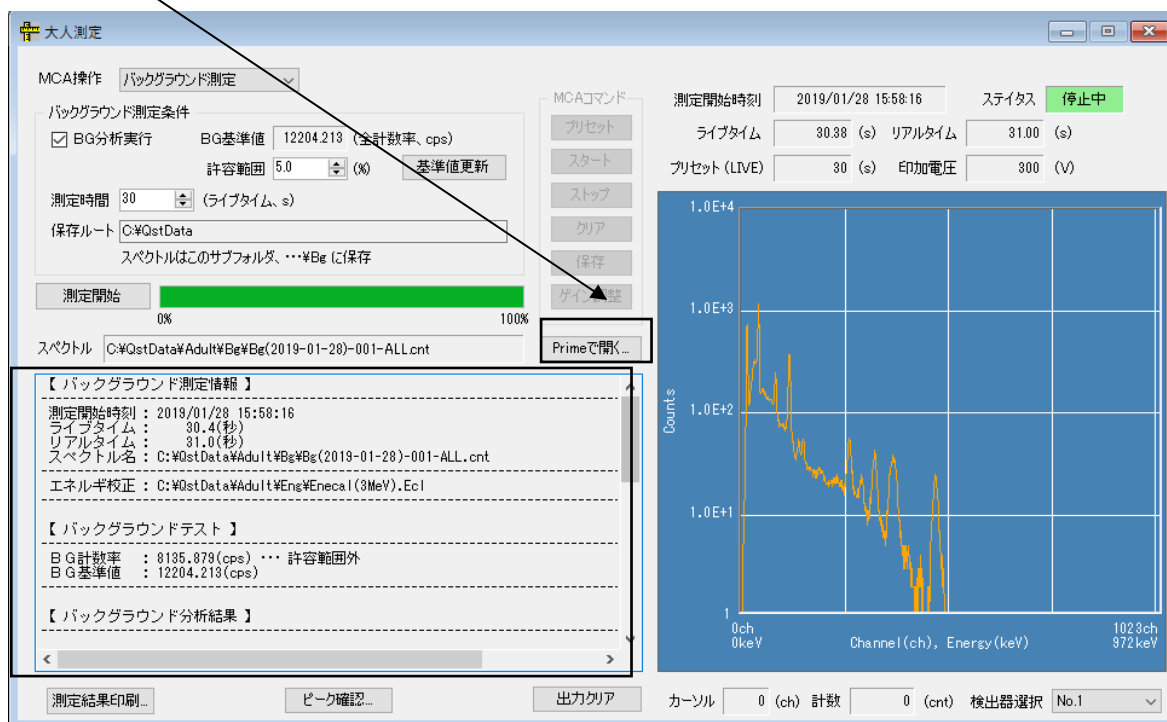 大人測定
MCA操作 バックグラウンド測定
バックグラウンド測定条件
BG分析実行 BG基準値 12204.213 (全計数率、cps)
許容範囲 5.0 (%) 基準値更新
測定時間 30 (ライブタイム、s)
保存ルート C:¥QstData
スペクトルはこのサブフォルダ、・・・¥Bg に保存
測定開始
0% 100%
スペクトル C:¥QstData¥Adult¥Bg¥Bg(2019-01-28)-001-ALL.cnt Primeで開く...
MCAコマンド
プリセット
スタート
ストップ
クリア
保存
ゲイン調整
【 バックグラウンド測定情報 】
測定開始時刻 : 2019/01/28 15:58:16
ライブタイム : 30.4(秒)
リアルタイム : 31.0(秒)
スペクトル名 : C:¥QstData¥Adult¥Bg¥Bg(2019-01-28)-001-ALL.cnt
エネルギ校正 : C:¥QstData¥Adult¥Eng¥Enecal(3MeV).Ecl
【 バックグラウンドテスト 】
ＢＧ計数率 : 8135.879(cps) ・・・ 許容範囲外
ＢＧ基準値 : 12204.213(cps)
【 バックグラウンド分析結果 】
測定結果印刷... ピーク確認... 出力クリア
測定開始時刻 2019/01/28 15:58:16 ステイタス 停止中
ライブタイム 30.38 (s) リアルタイム 31.00 (s)
プリセット(LIVE) 30 (s) 印加電圧 300 (V)
1.0E+4
1.0E+3
Counts
1.0E+2
1.0E+1
1
0ch 1023ch
0keV Channel(ch), Energy(keV) 972keV
カーソル 0 (ch) 計数 0 (cnt) 検出器選択 No.1